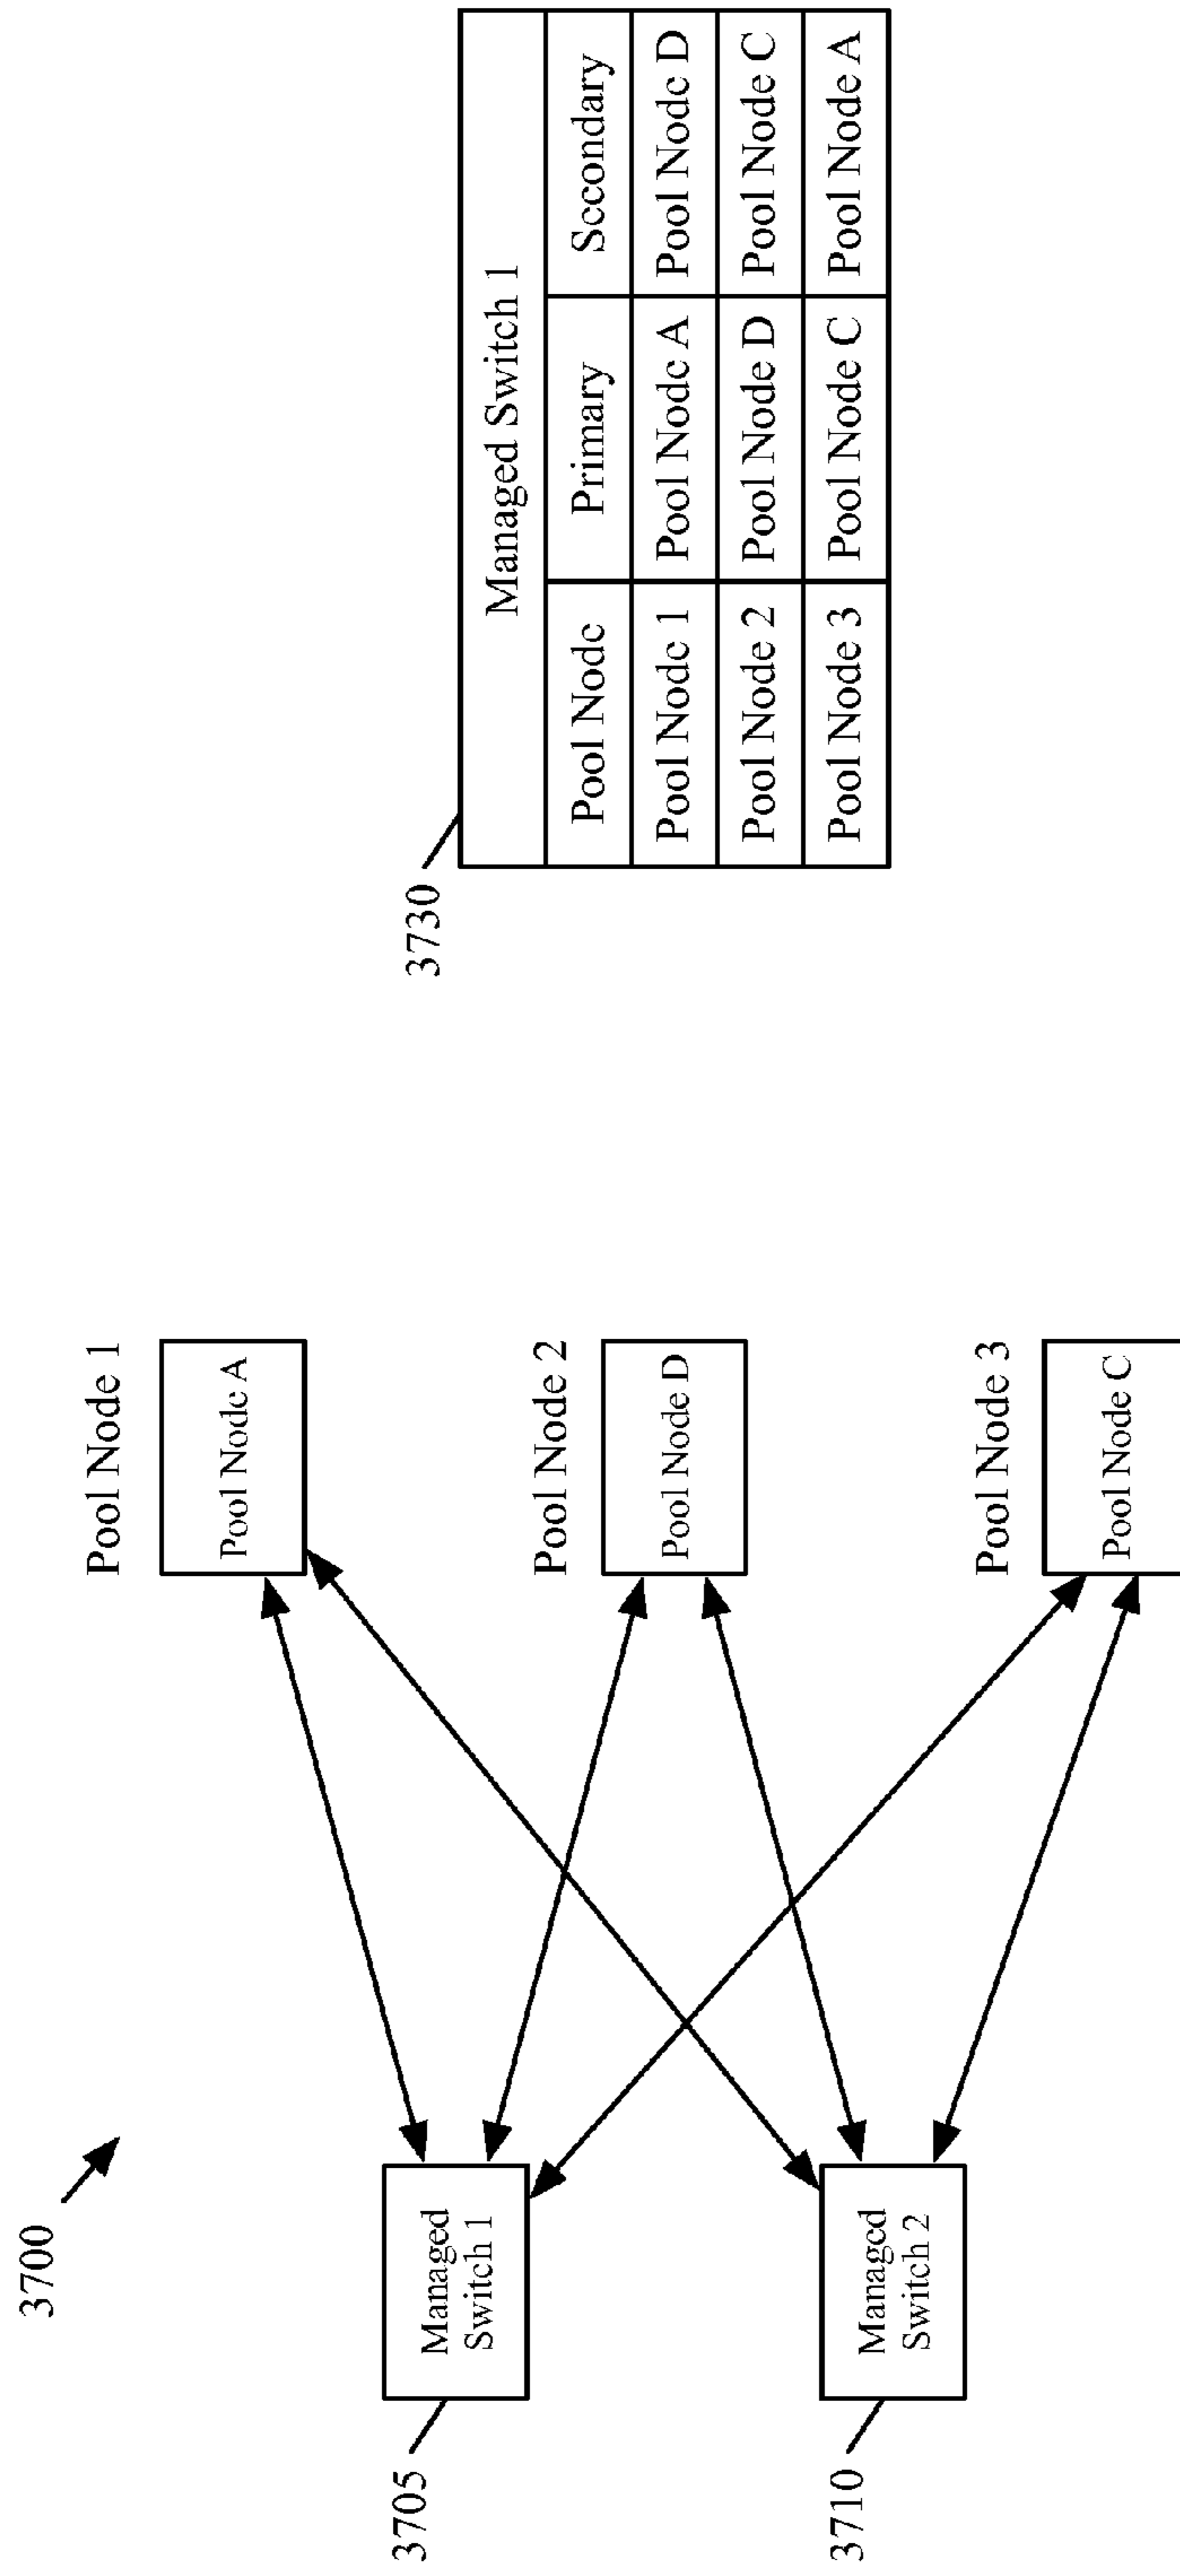 3700
Pool Node 1
Pool Node A
3705
Managed
Switch 1
Pool Node 2
Pool Node D
3710
Managed
Switch 2
Pool Node 3
Pool Node C
3730
Managed Switch 1
Pool Node Primary Secondary
Pool Node 1 Pool Node A Pool Node D
Pool Node 2 Pool Node D Pool Node C
Pool Node 3 Pool Node C Pool Node A